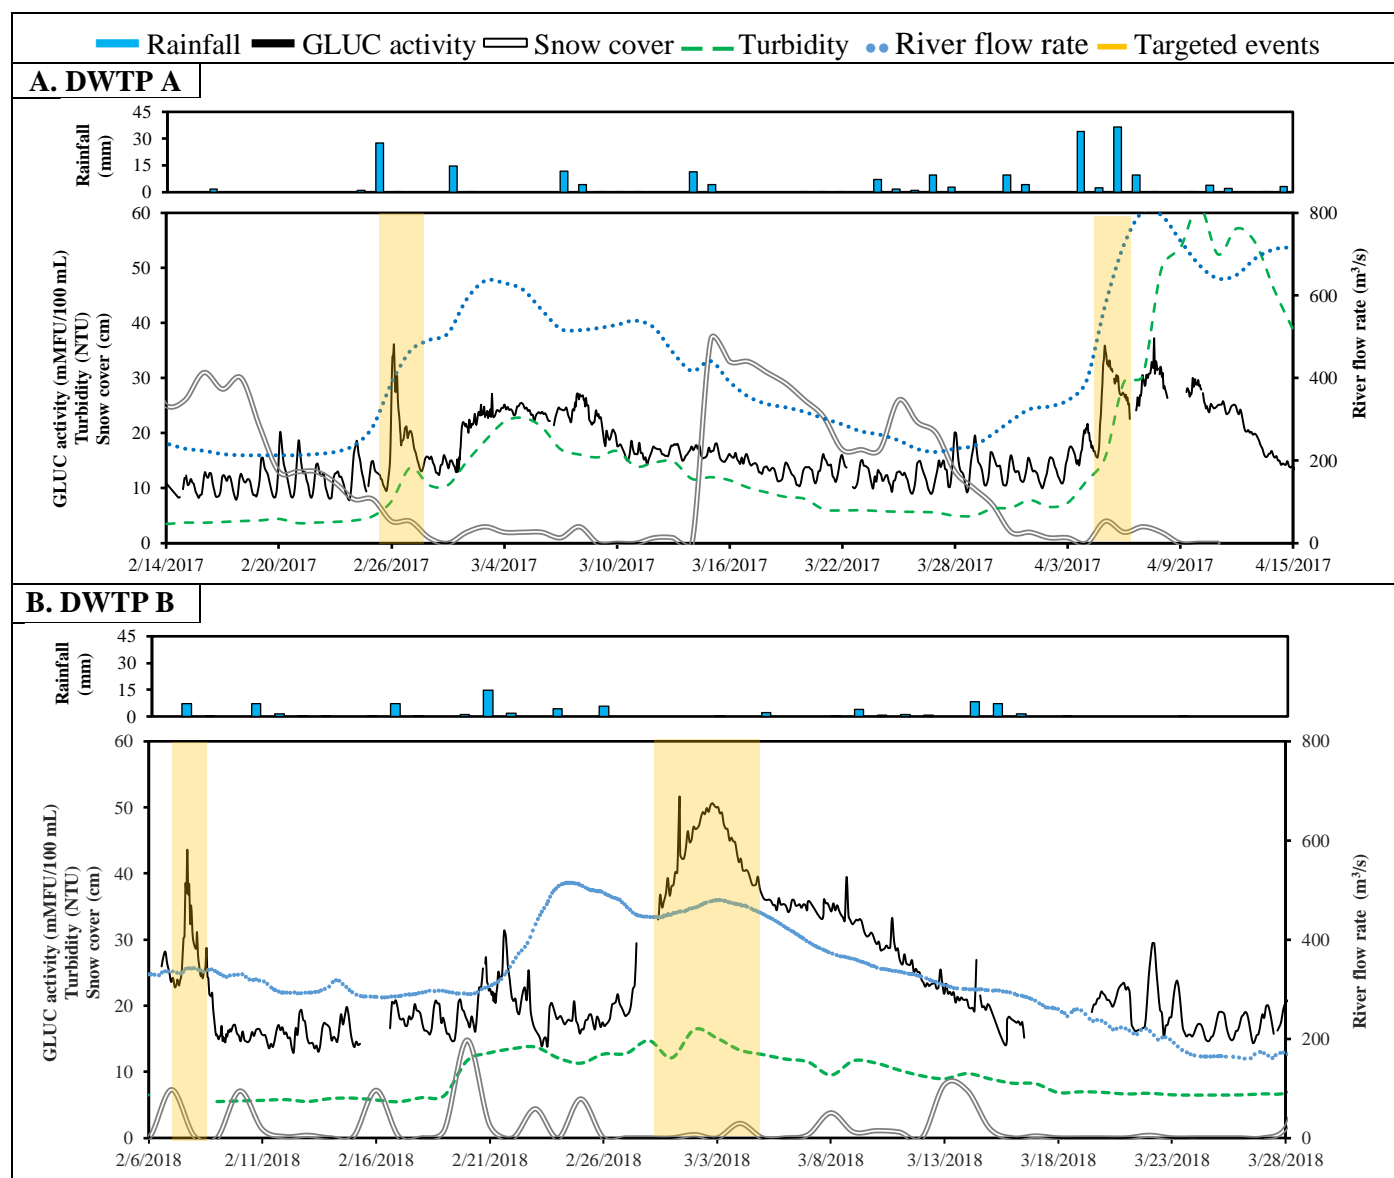 Rainfall GLUC activity Snow cover Turbidity River flow rate Targeted events
A. DWTP A
Rainfall
(mm)
45
30
15
0
GLUC activity (mMFU/100 mL)
Turbidity (NTU)
Snow cover (cm)
60
50
40
30
20
10
0
800
600
400
200
0
River flow rate (m³/s)
2/14/2017 2/20/2017 2/26/2017 3/4/2017 3/10/2017 3/16/2017 3/22/2017 3/28/2017 4/3/2017 4/9/2017 4/15/2017
B. DWTP B
Rainfall
(mm)
45
30
15
0
GLUC activity (mMFU/100 mL)
Turbidity (NTU)
Snow cover (cm)
60
50
40
30
20
10
0
800
600
400
200
0
River flow rate (m³/s)
2/6/2018 2/11/2018 2/16/2018 2/21/2018 2/26/2018 3/3/2018 3/8/2018 3/13/2018 3/18/2018 3/23/2018 3/28/2018